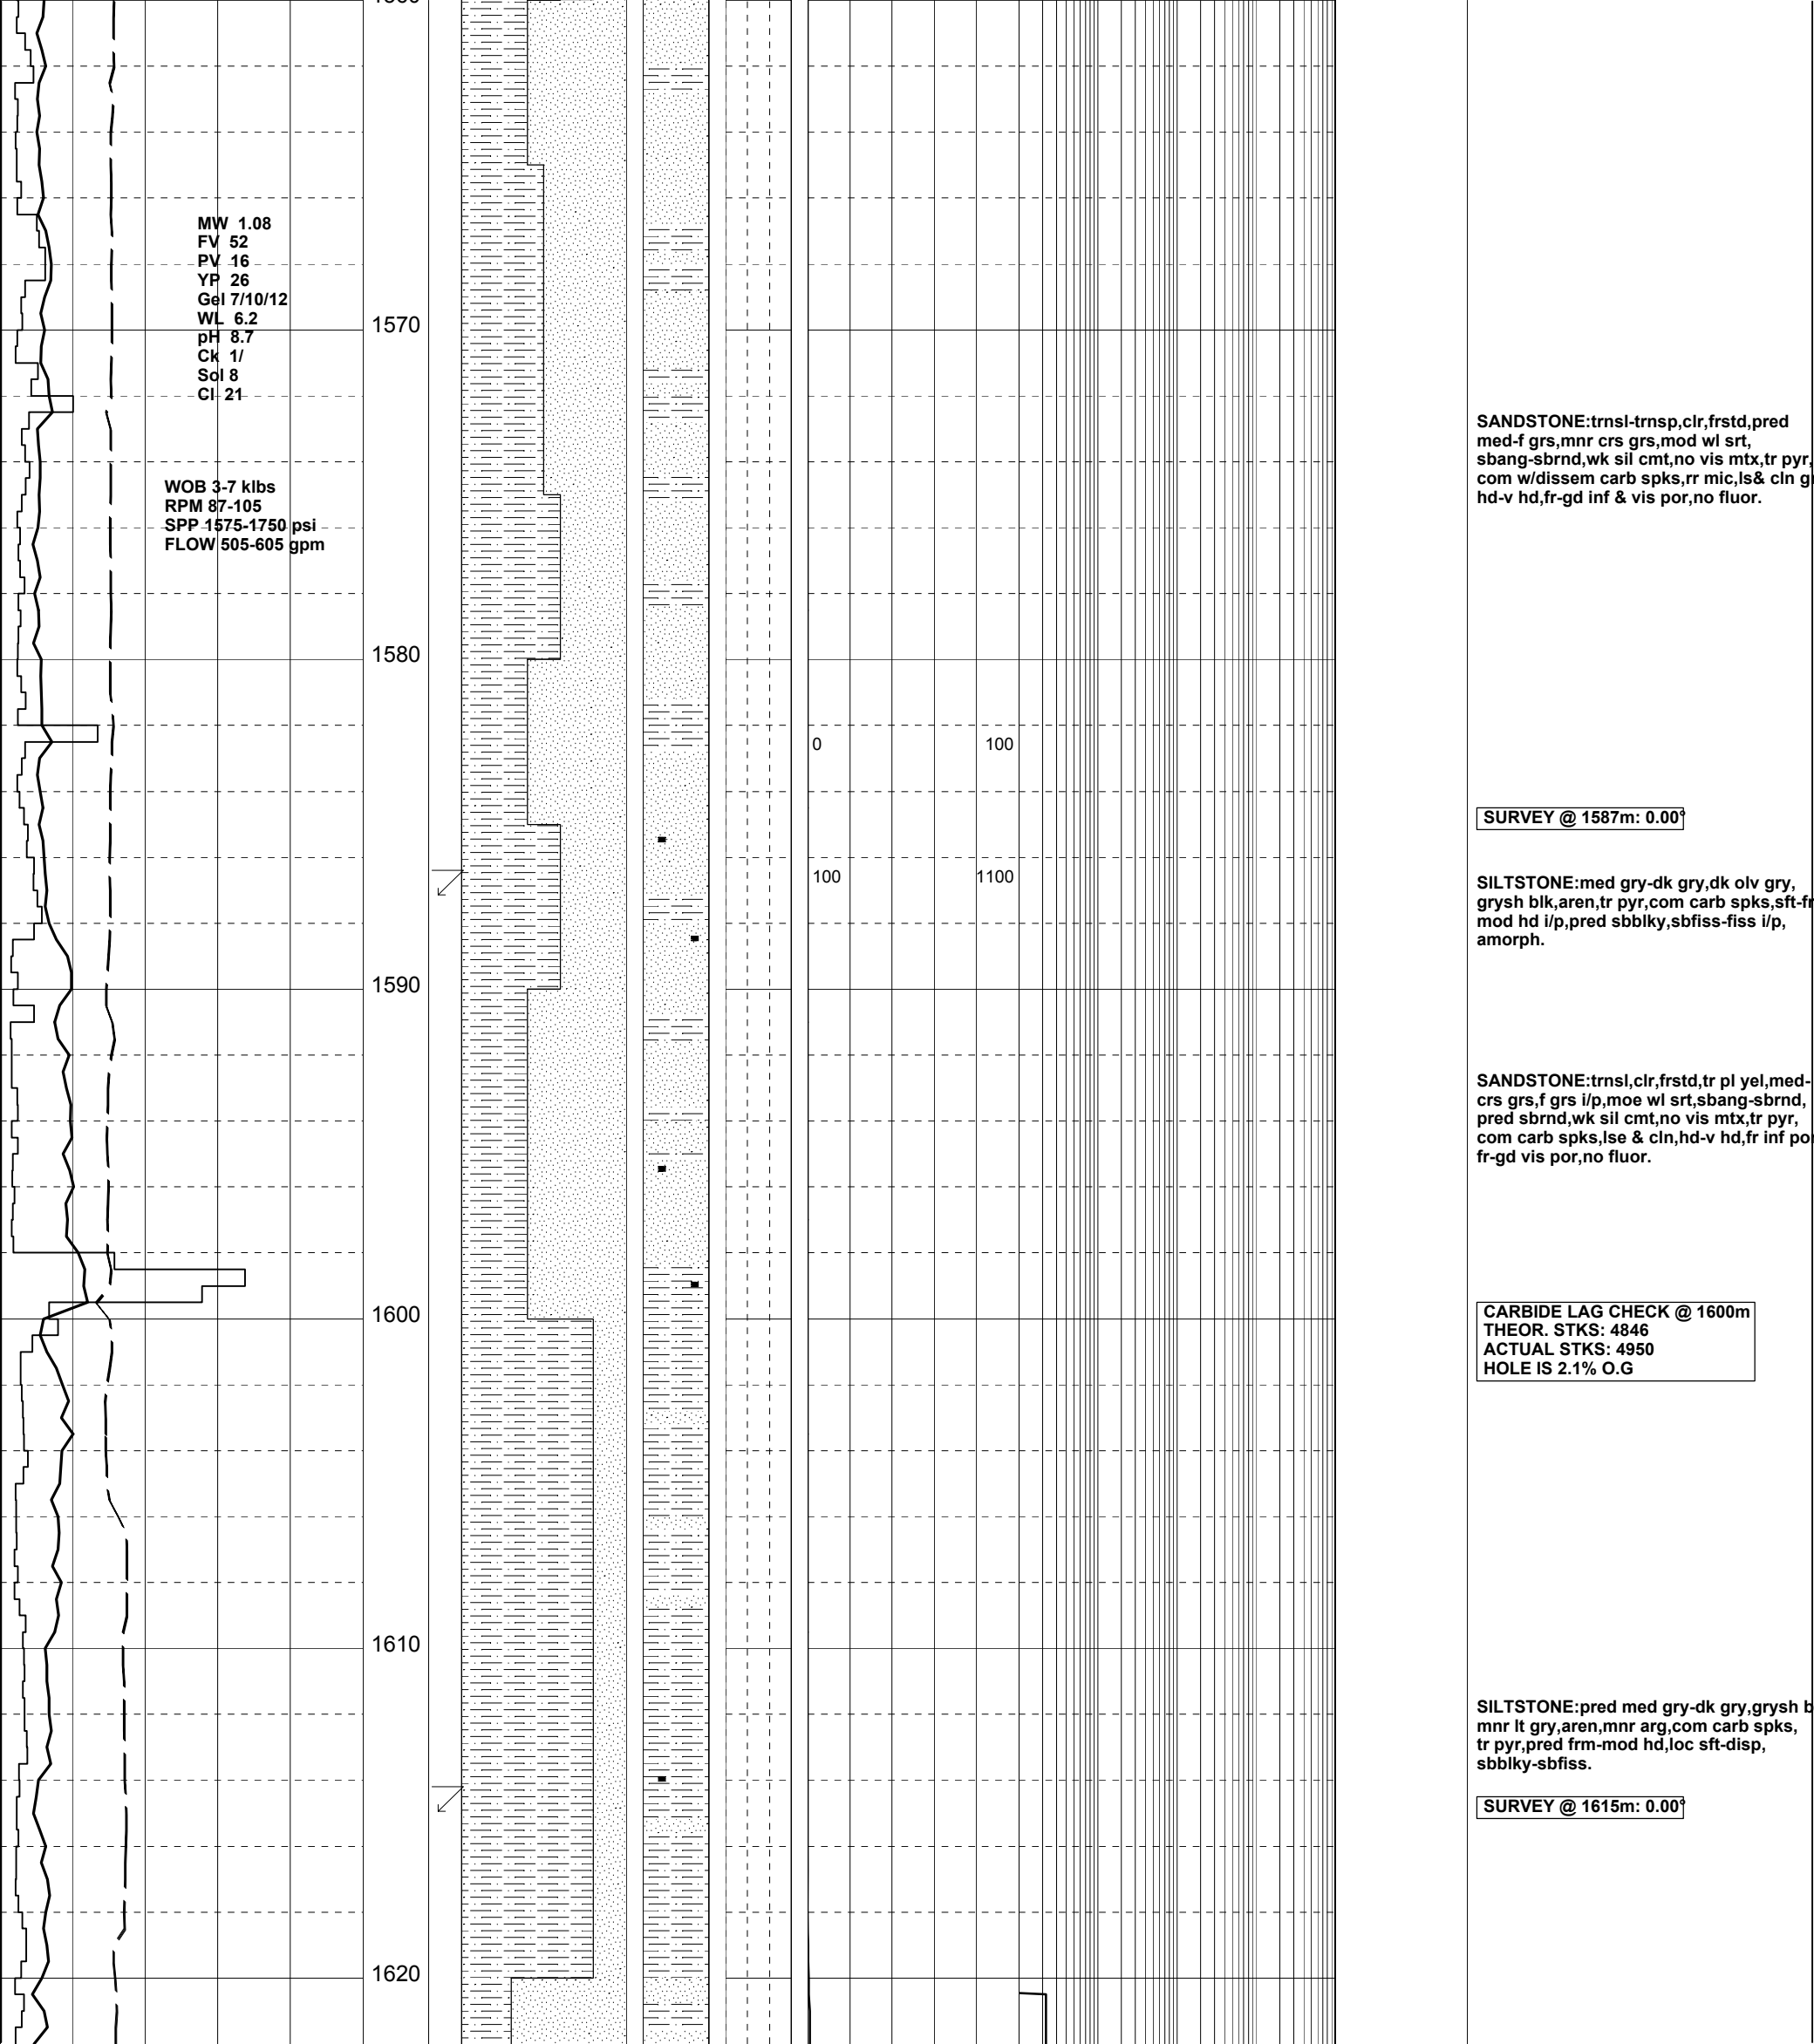 MW 1.08
FV 52
PV 16
YP 26
Gel 7/10/12
WL 6.2
pH 8.7
Ck 1/
Sol 8
Cl 21
WOB 3-7 klbs
RPM 87-105
SPP 1575-1750 psi
FLOW 505-605 gpm
1570
1580
1590
1600
1610
1620
0 100
100 1100
SANDSTONE:trnsl-trnsp,clr,frstd,pred
med-f grs,mnr crs grs,mod wl srt,
sbang-sbrnd,wk sil cmt,no vis mtx,tr pyr,
com w/dissem carb spks,rr mic,ls& cln
hd-v hd,fr-gd inf & vis por,no fluor.
SURVEY @ 1587m: 0.00°
SILTSTONE:med gry-dk gry,dk olv gry,
grysh blk,aren,tr pyr,com carb spks,
mod hd i/p,pred sbblky,sbfiss-fiss i/p,
amorph.
SANDSTONE:trnsl,clr,frstd,tr pl yel,med-
crs grs,f grs i/p,moe wl srt,sbang-sbrnd,
pred sbrnd,wk sil cmt,no vis mtx,tr pyr,
com carb spks,lse & cln,hd-v hd,fr inf
fr-gd vis por,no fluor.
CARBIDE LAG CHECK @ 1600m
THEOR. STKS: 4846
ACTUAL STKS: 4950
HOLE IS 2.1% O.G
SILTSTONE:pred med gry-dk gry,grysh
mnr lt gry,aren,mnr arg,com carb spks,
tr pyr,pred frm-mod hd,loc sft-disp,
sbblky-sbfiss.
SURVEY @ 1615m: 0.00°